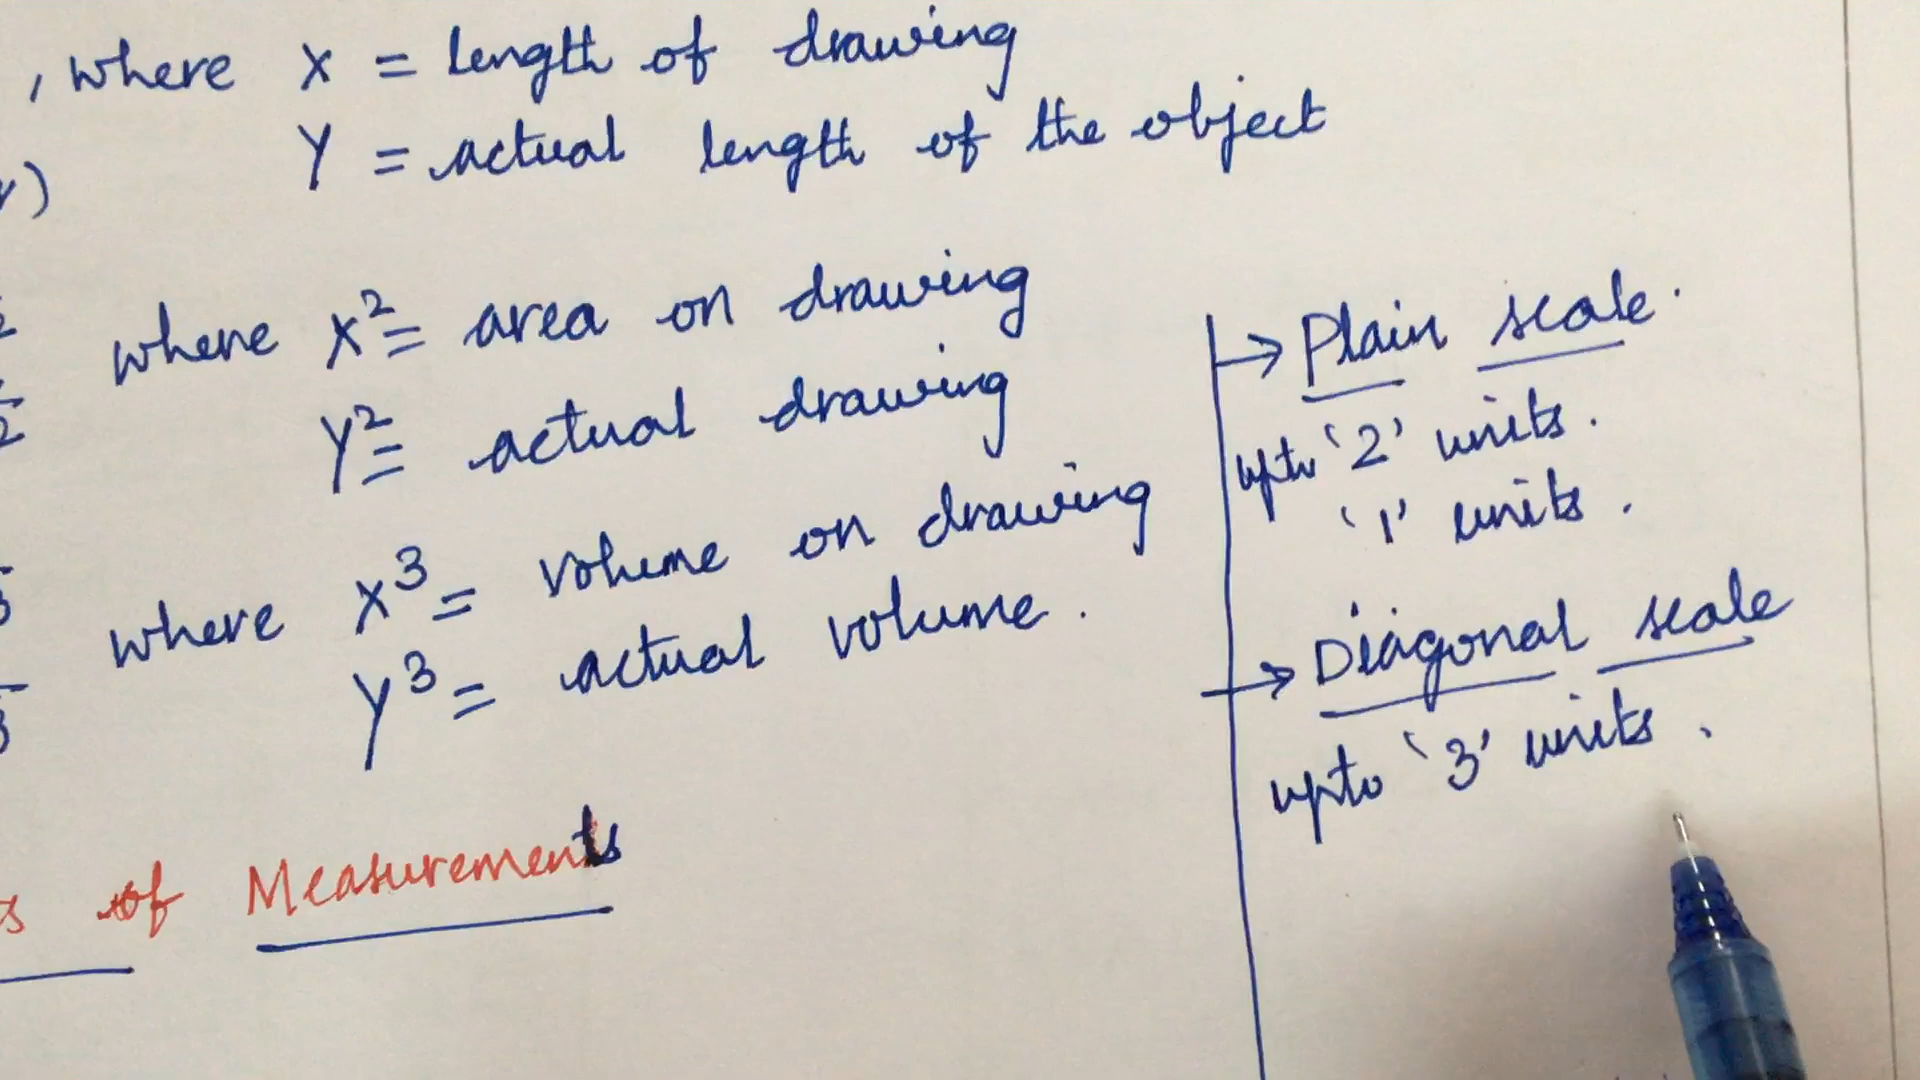 , where x = length of drawing
Y = actual length of the object
where x² = area on drawing
Y² = actual drawing
where x³ = volume on drawing
y³ = actual volume.
of Measurements
→ Plain scale.
upto '2' units.
'1' units.
→ Diagonal scale
upto '3' units.